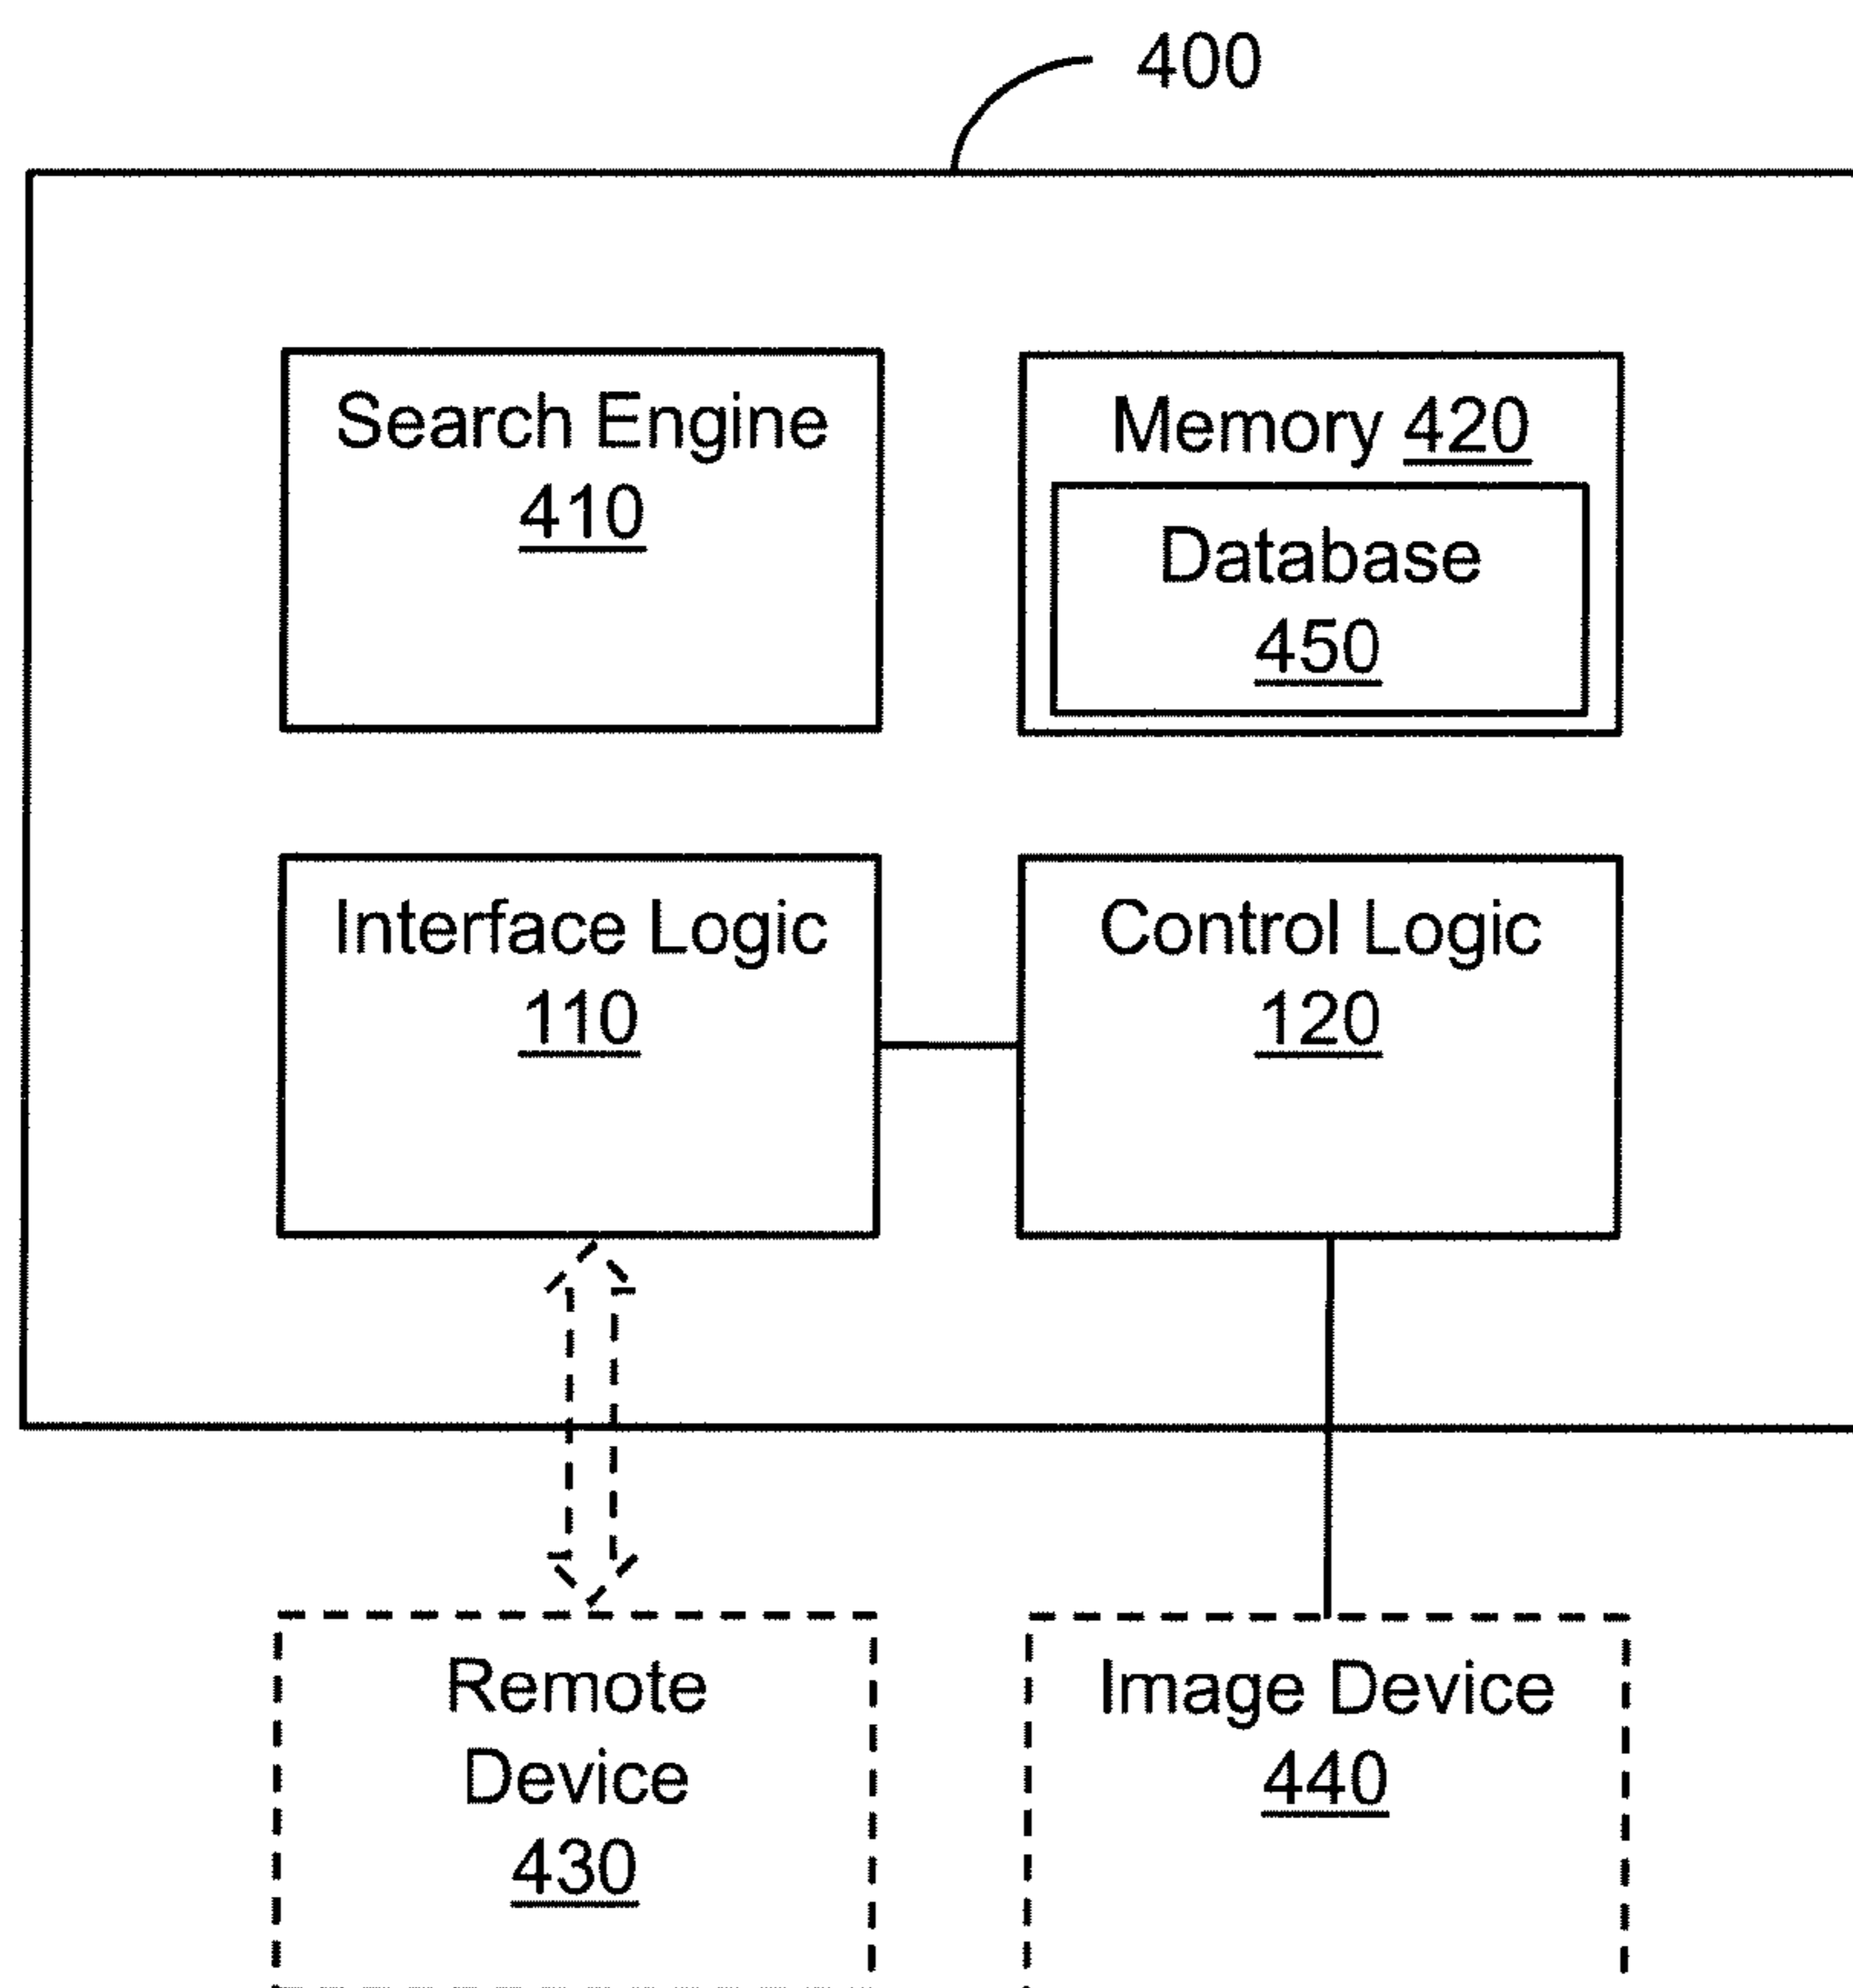 400
Search Engine
410
Memory 420
Database
450
Interface Logic
110
Control Logic
120
Remote
Device
430
Image Device
440